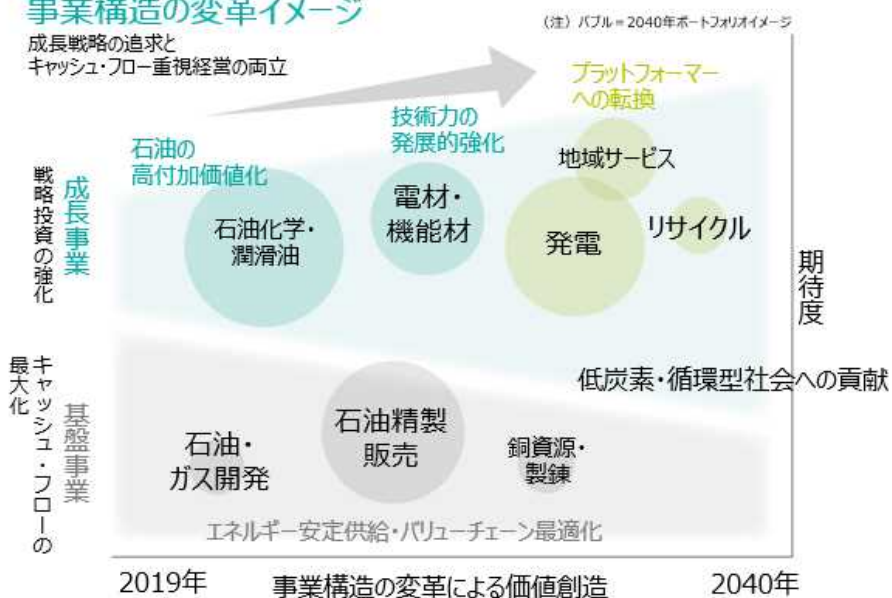 事業構造の変革イメージ
(注)バブル=2040年ポートフォリオイメージ
成長戦略の追求と
キャッシュ・フロー重視経営の両立
プラットフォーマー
への転換
技術力の
発展的強化
石油の
高付加価値化
地域サービス
電材・
機能材
石油化学・
潤滑油
発電
リサイクル
成長事業
戦略投資の強化
期待度
低炭素・循環型社会への貢献
キャッシュ・フローの
最大化
基盤事業
石油精製
販売
石油・
ガス開発
銅資源・
製錬
エネルギー安定供給・バリューチェーン最適化
2019年
事業構造の変革による価値創造
2040年